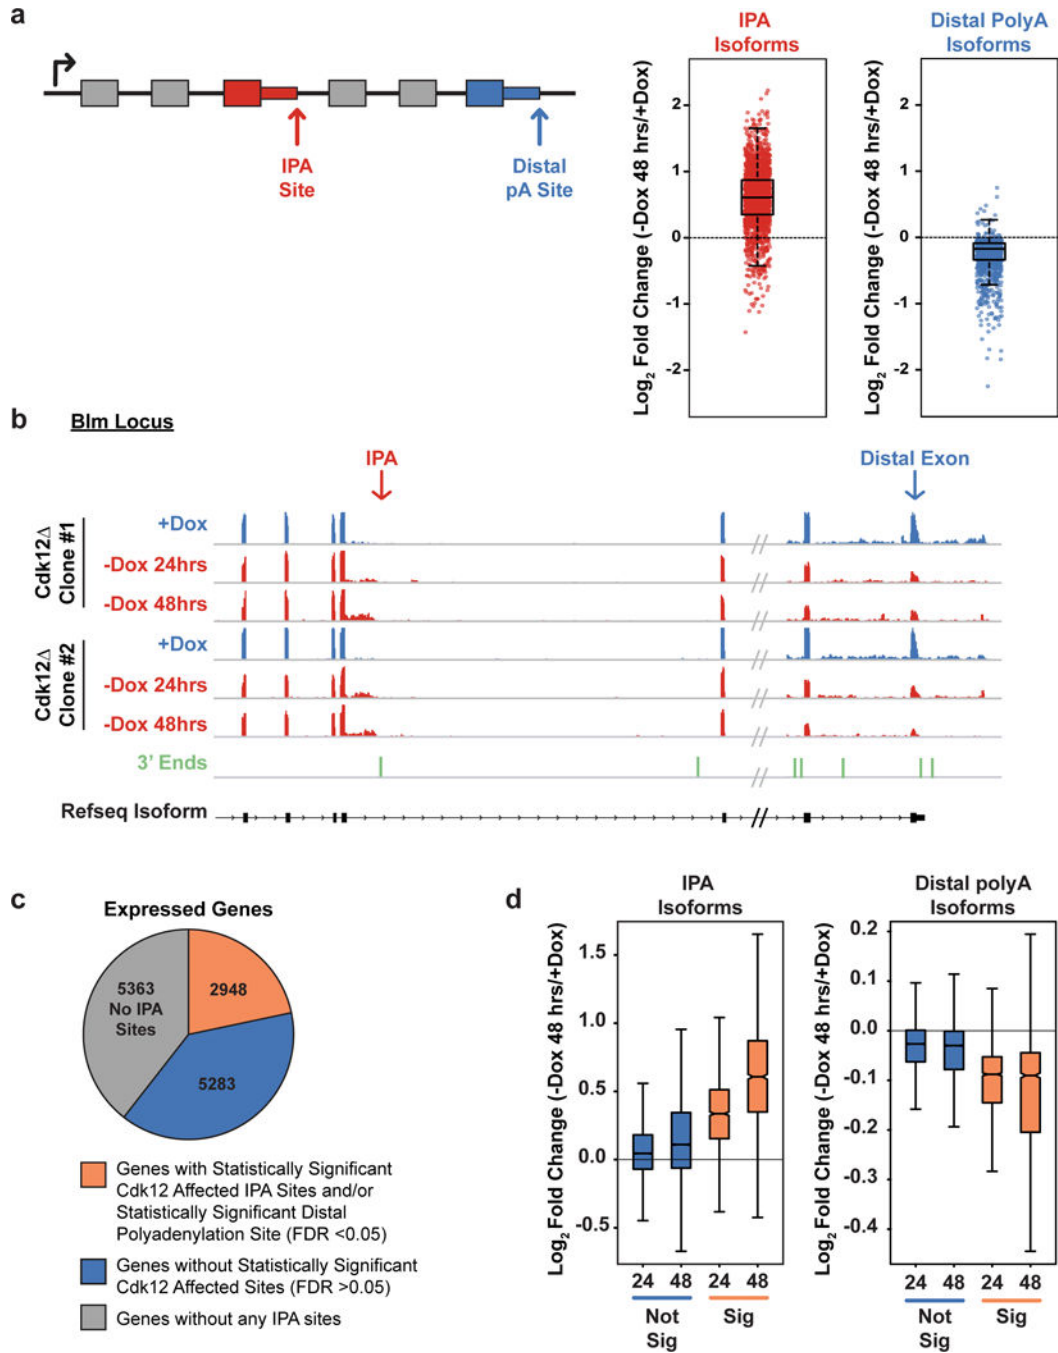 a
IPA
Isoforms
Distal PolyA
Isoforms
IPA
Site
Distal
pA Site
Log2 Fold Change (-Dox 48 hrs/+Dox)
2
1
0
-1
-2
Log2 Fold Change (-Dox 48 hrs/+Dox)
2
1
0
-1
-2
b
Blm Locus
IPA
Distal Exon
Cdk12Δ
Clone #1
+Dox
-Dox 24hrs
-Dox 48hrs
Cdk12Δ
Clone #2
+Dox
-Dox 24hrs
-Dox 48hrs
3' Ends
Refseq Isoform
c
Expressed Genes
5363
No IPA
Sites
2948
5283
Genes with Statistically Significant
Cdk12 Affected IPA Sites and/or
Statistically Significant Distal
Polyadenylation Site (FDR <0.05)
Genes without Statistically Significant
Cdk12 Affected Sites (FDR >0.05)
Genes without any IPA sites
d
IPA
Isoforms
Log2 Fold Change (-Dox 48 hrs/+Dox)
1.5
1.0
0.5
0.0
-0.5
24 48 24 48
Not
Sig
Sig
Distal polyA
Isoforms
Log2 Fold Change (-Dox 48 hrs/+Dox)
0.2
0.1
-0.0
-0.1
-0.2
-0.3
-0.4
24 48 24 48
Not
Sig
Sig